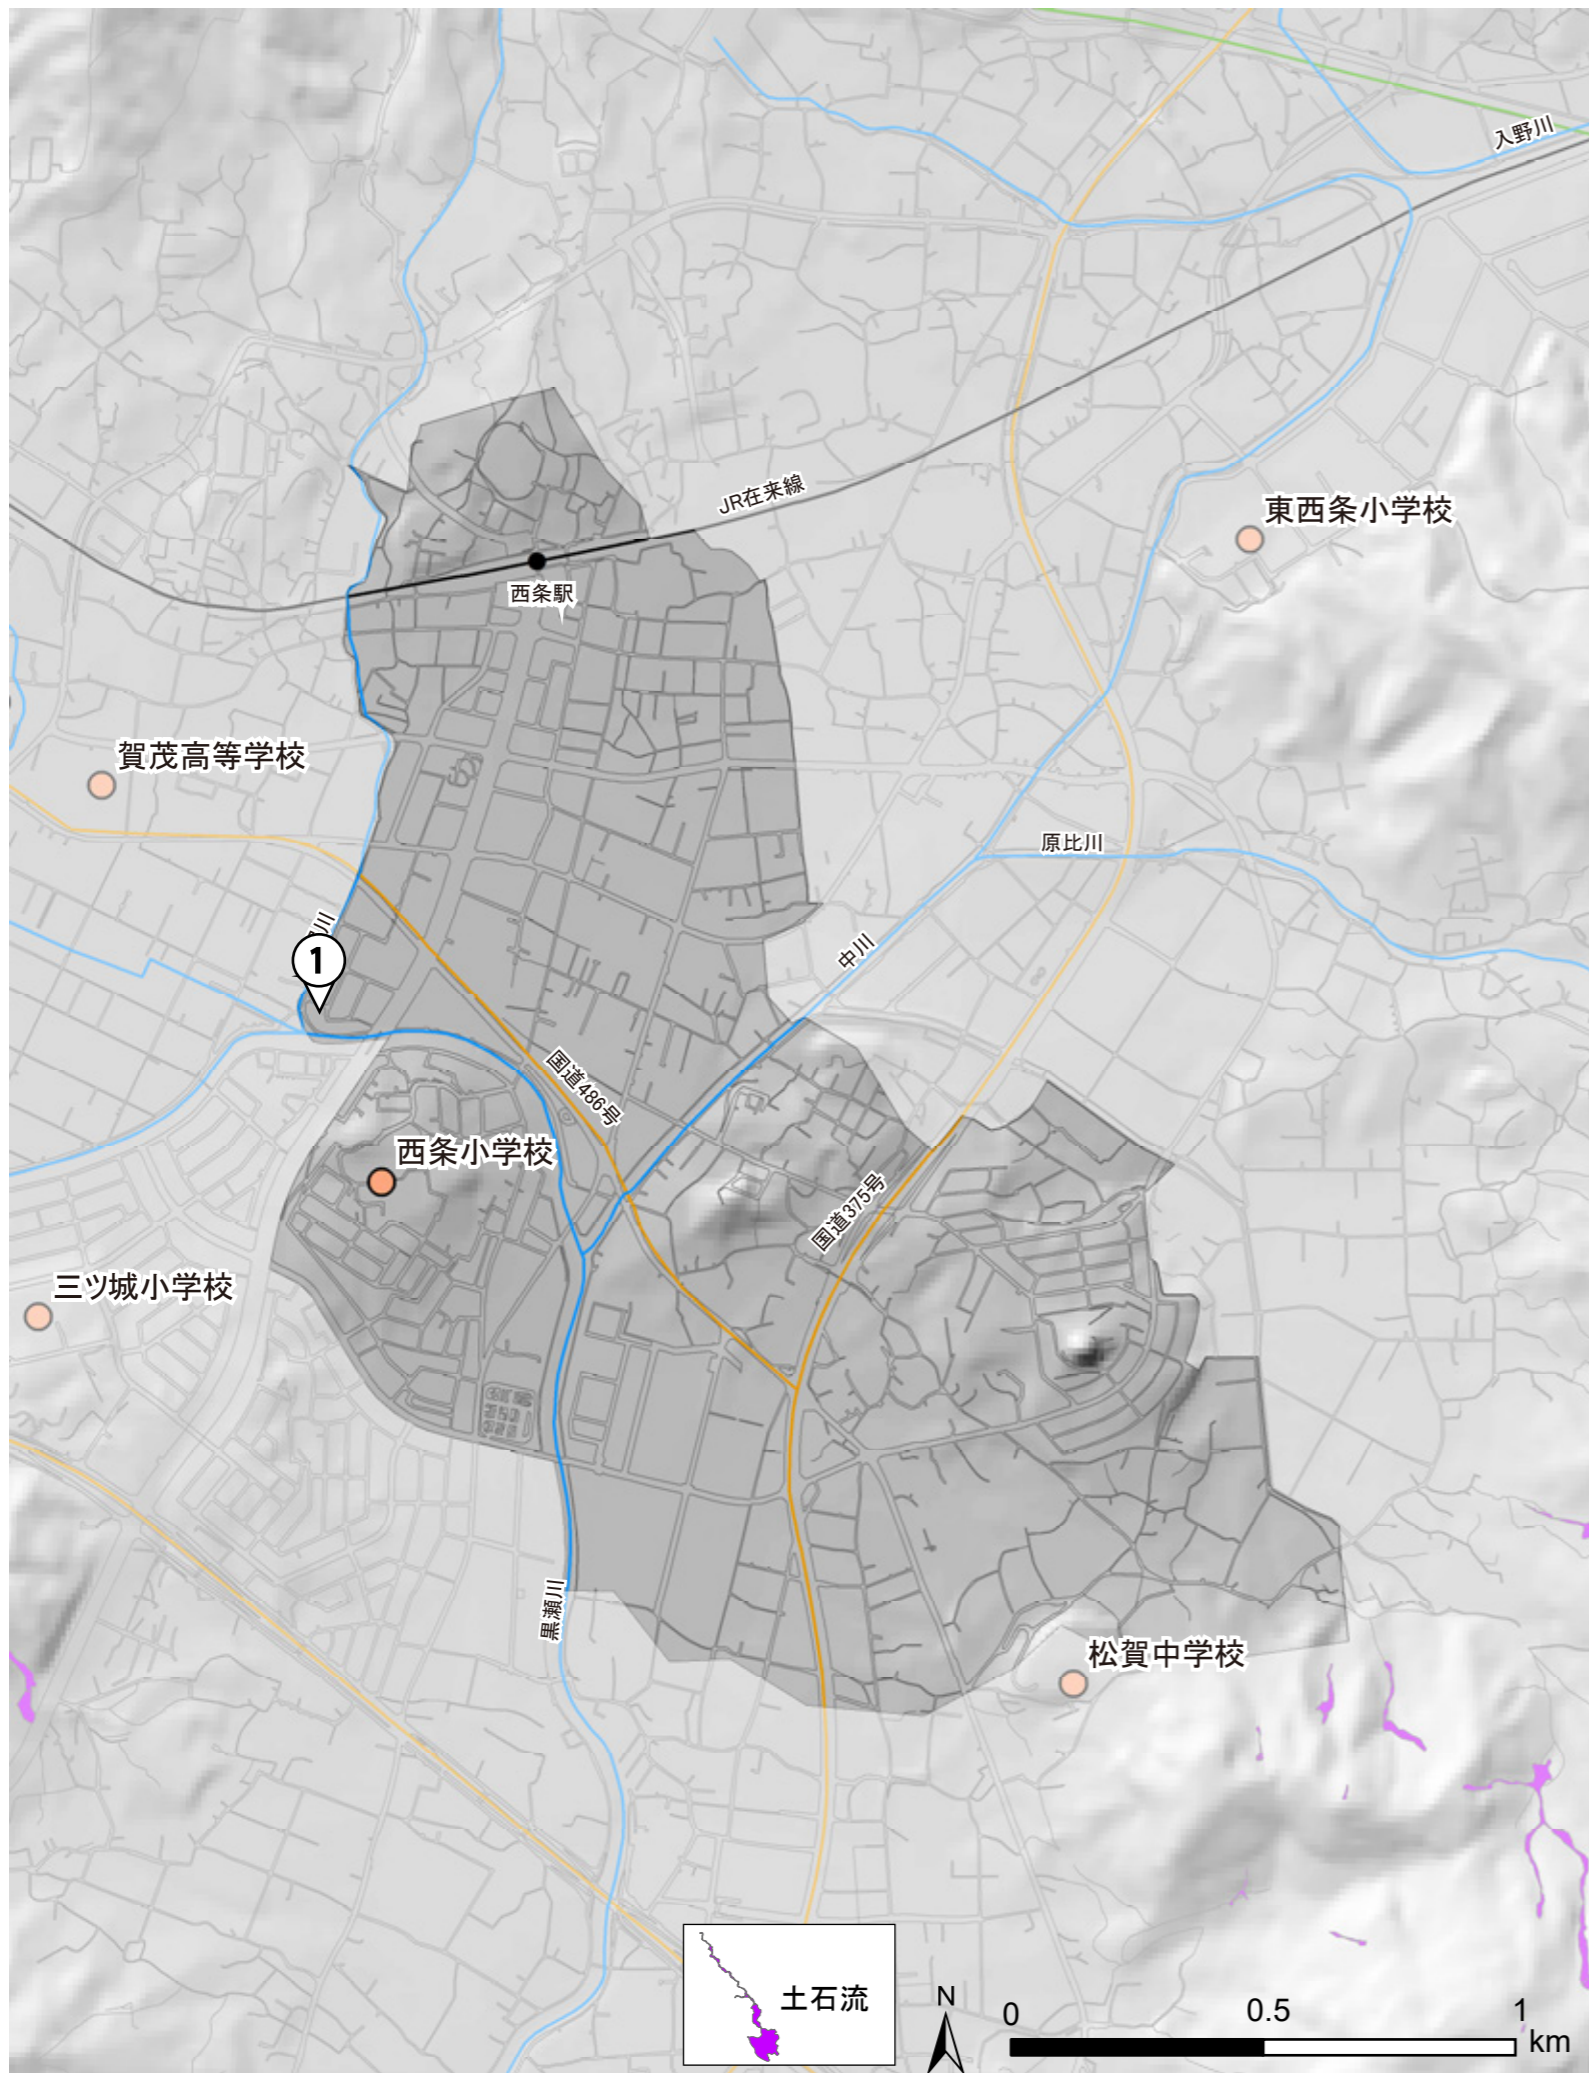 入野川
JR在来線
東西条小学校
西条駅
賀茂高等学校
原比川
川
1
中川
国道486号
西条小学校
国道375号
三ツ城小学校
黒瀬川
松賀中学校
土石流
N
0 0.5 1
km